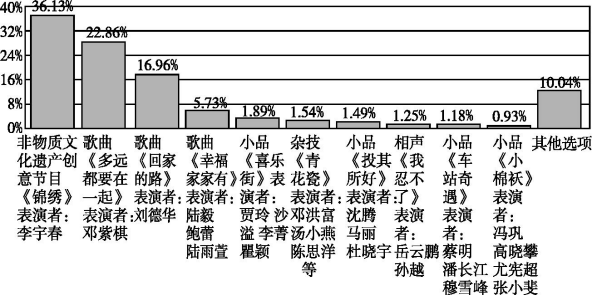 40%
32%
24%
16%
8%
0%
36.13%
22.86%
16.96%
5.73%
1.89%
1.54%
1.49%
1.25%
1.18%
0.93%
10.04%
非物质文
化遗产创
意节目
《锦绣》
表演者：
李宇春
歌曲
《多远
都要在
一起》
表演者：
邓紫棋
歌曲
《回家
的路》
表演者：
刘德华
歌曲
《幸福
家家有》
表演者：
陆毅
鲍蕾
陆雨萱
小品
《喜乐
街》表
演者：
贾玲 沙
溢 李菁
瞿颖
杂技
《青
花瓷》
表演者：
邓洪富
汤小燕
陈思洋
等
小品
《投其
所好》
表演者：
沈腾
马丽
杜晓宇
相声
《我
忍不
了》
表演
者：
岳云鹏
孙越
小品
《车
站奇
遇》
表演
者：
蔡明
潘长江
穆雪峰
小品
《小
棉袄》
表演
者：
冯巩
高晓攀
尤宪超
张小斐
其他选项